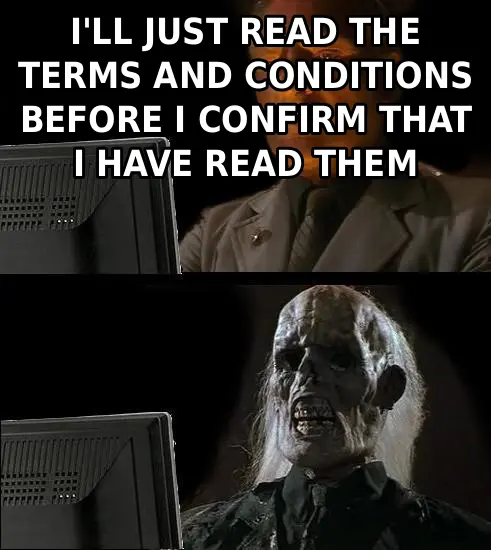 I'LL JUST READ THE
TERMS AND CONDITIONS
BEFORE I CONFIRM THAT
I HAVE READ THEM